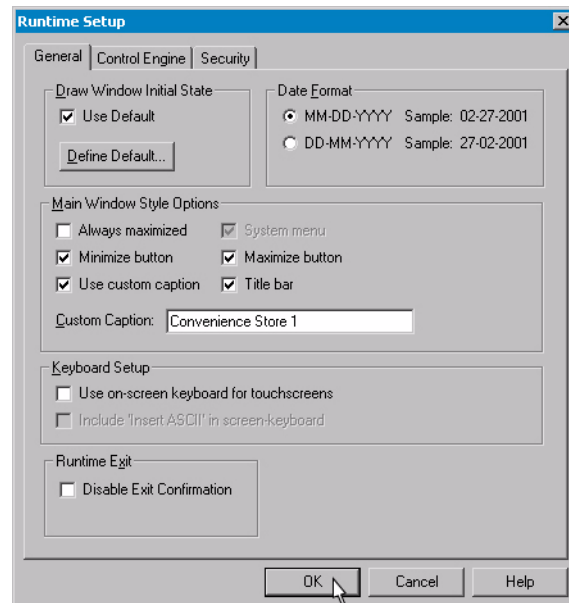 Runtime Setup
General Control Engine Security
Draw Window Initial State
Use Default
Define Default...
Date Format
MM-DD-YYYY Sample: 02-27-2001
DD-MM-YYYY Sample: 27-02-2001
Main Window Style Options
Always maximized System menu
Minimize button Maximize button
Use custom caption Title bar
Custom Caption: Convenience Store 1
Keyboard Setup
Use on-screen keyboard for touchscreens
Include 'Insert ASCII' in screen-keyboard
Runtime Exit
Disable Exit Confirmation
OK Cancel Help